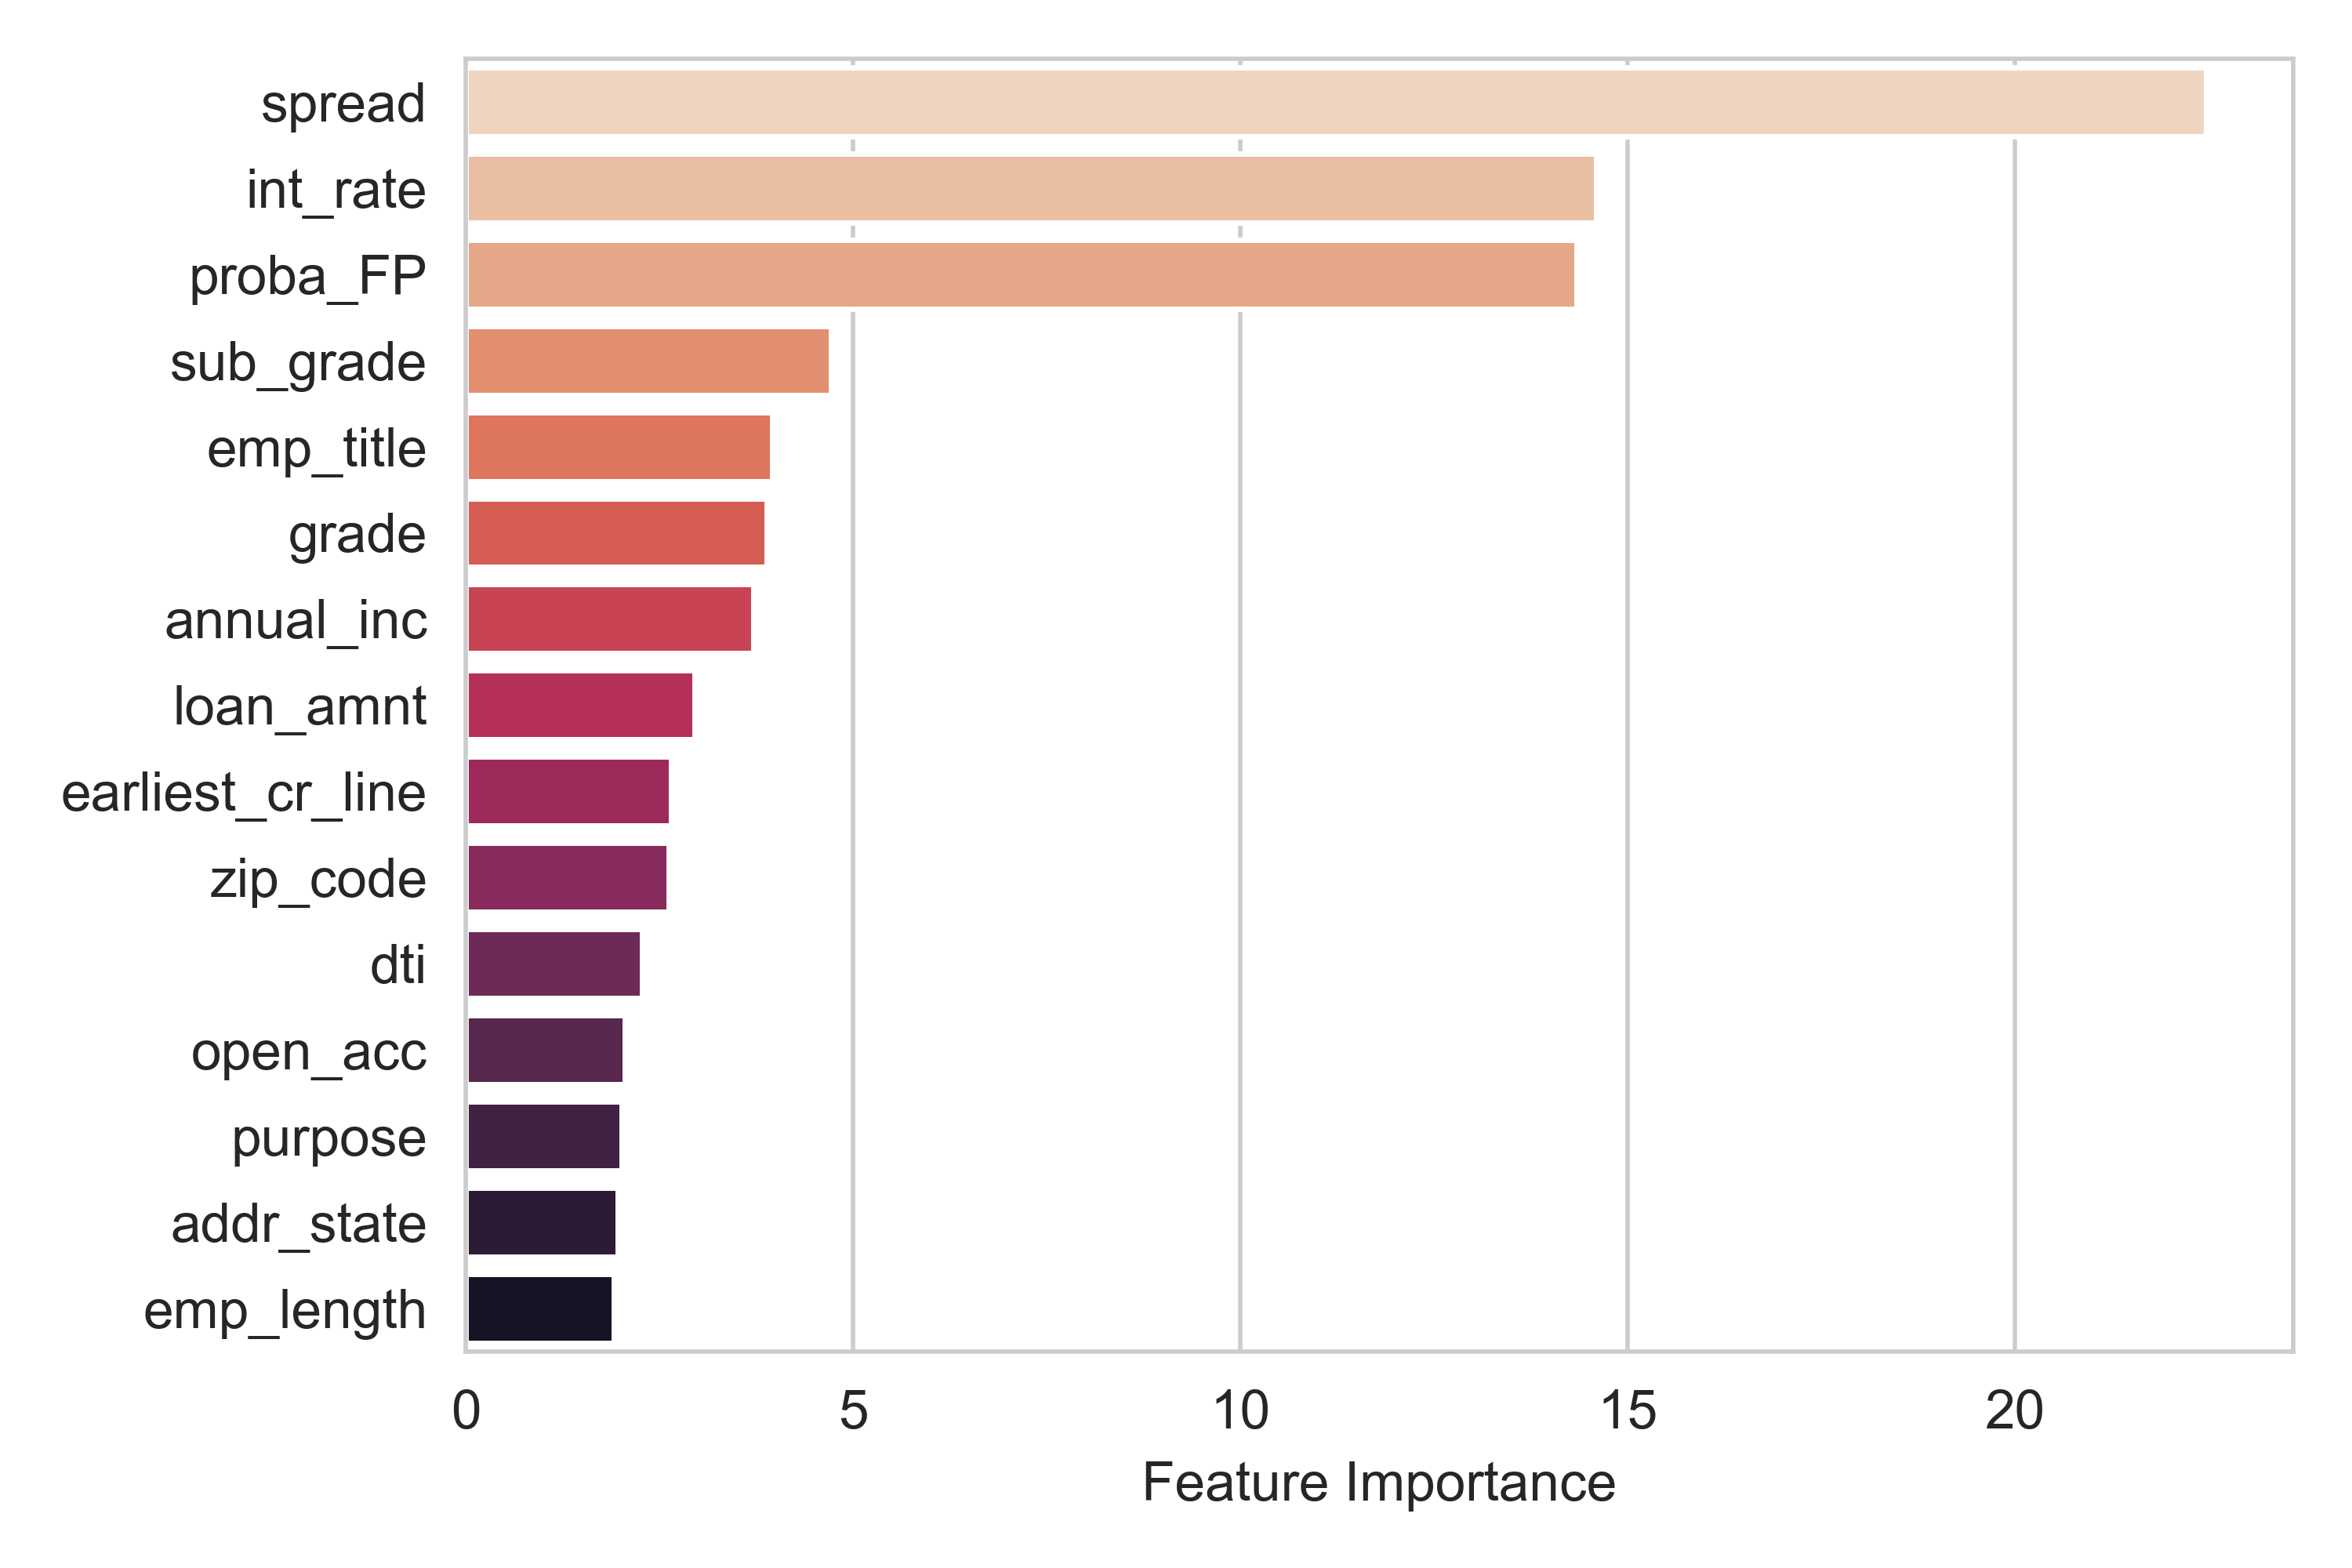 spread
int_rate
proba_FP
sub_grade
emp_title
grade
annual_inc
loan_amnt
earliest_cr_line
zip_code
dti
open_acc
purpose
addr_state
emp_length
0 5 10 15 20
Feature Importance